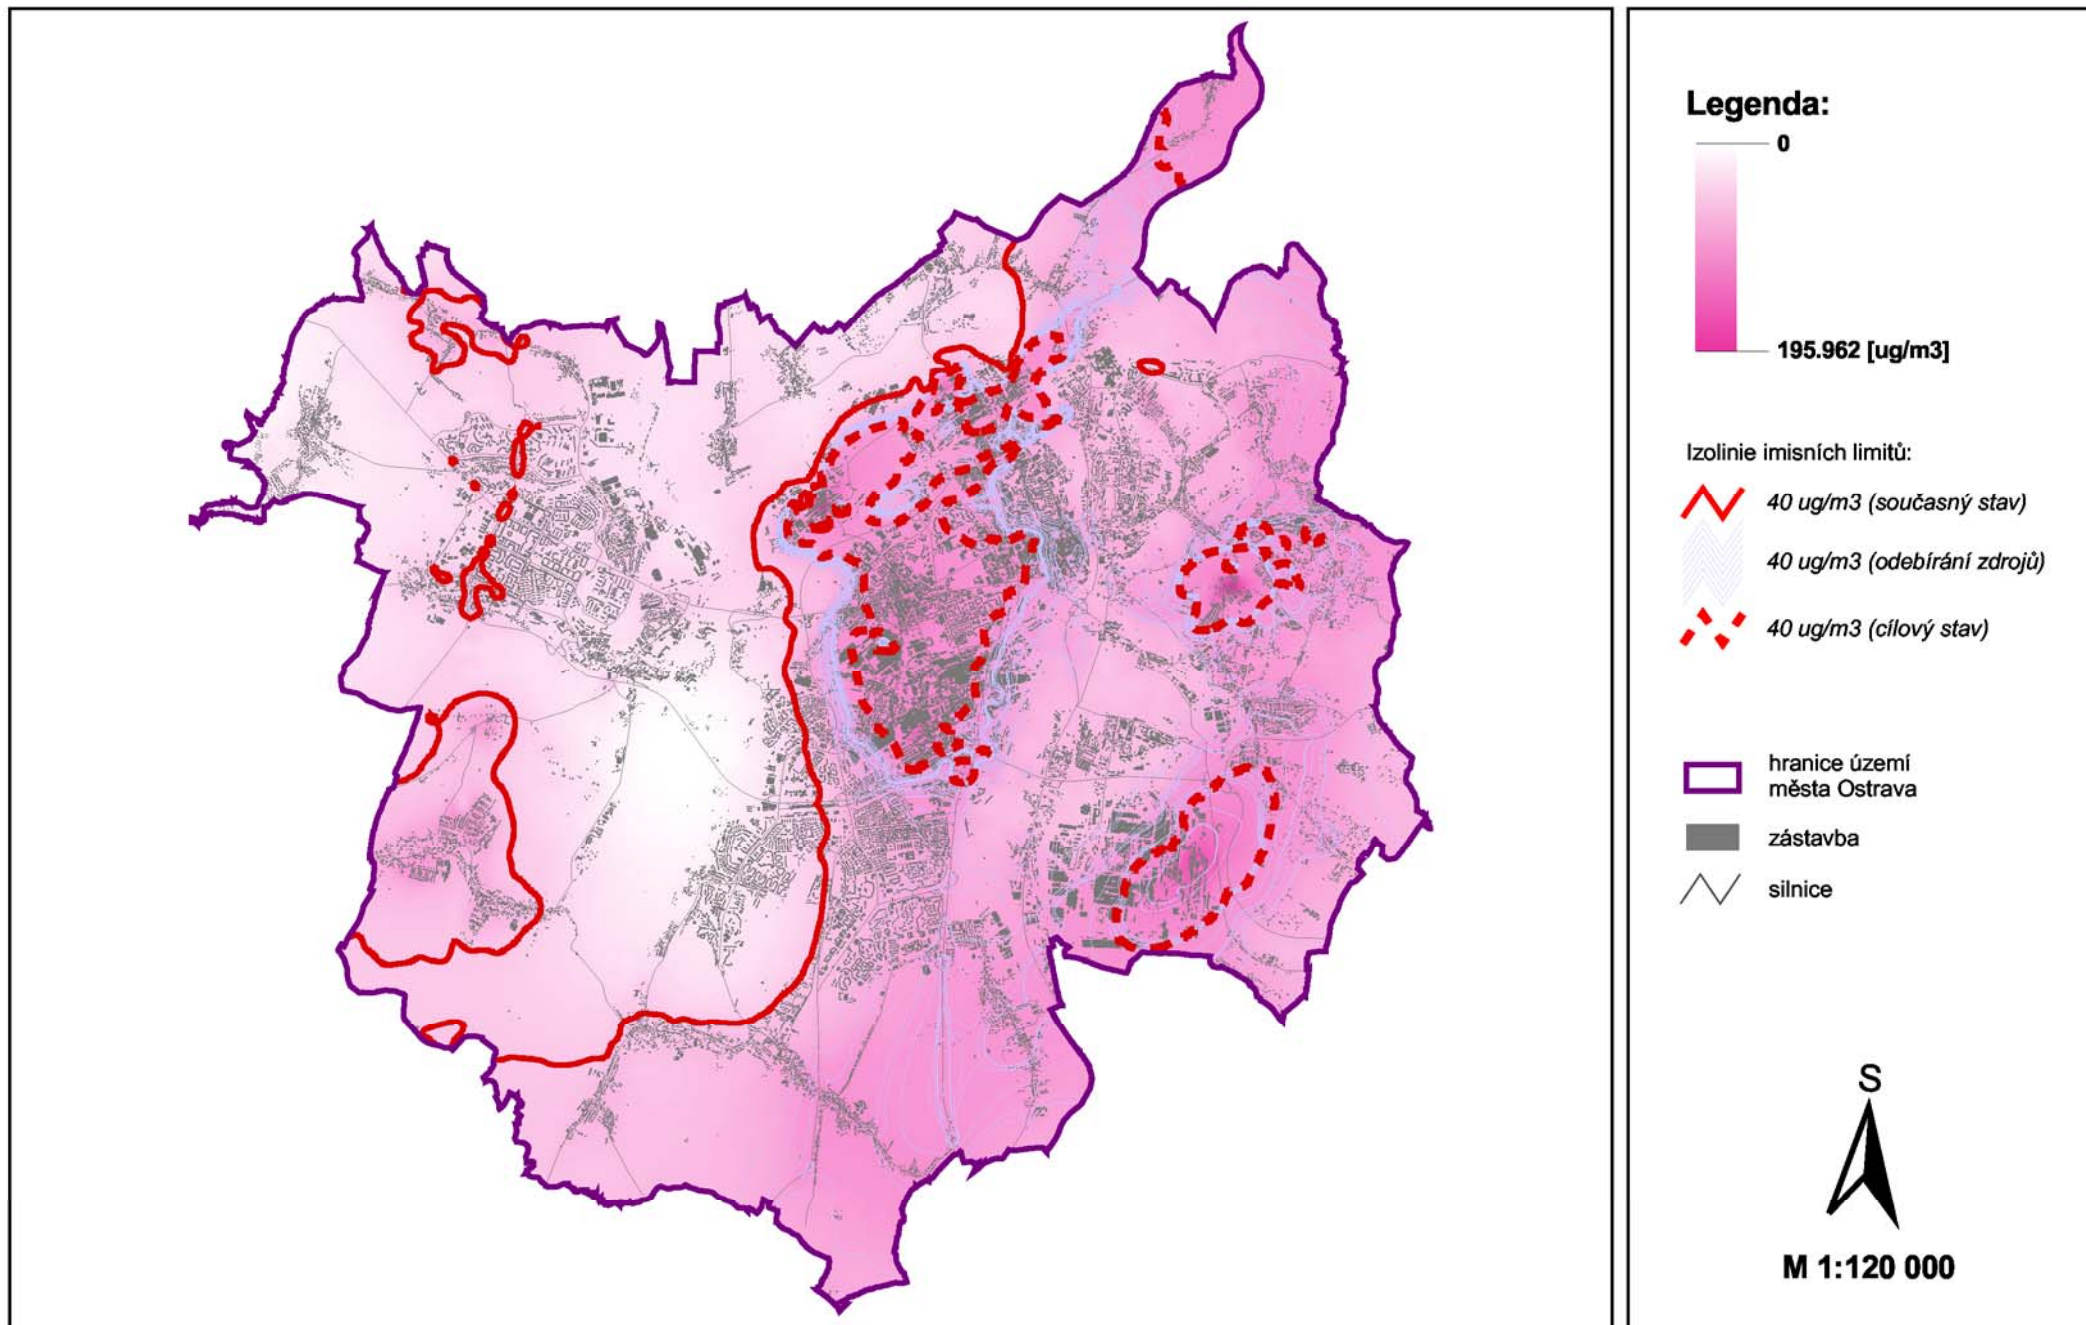 Legenda:
0
195.962 [ug/m3]
Izolinie imisních limitů:
40 ug/m3 (současný stav)
40 ug/m3 (odebírání zdrojů)
40 ug/m3 (cílový stav)
hranice území
města Ostrava
zástavba
silnice
S
M 1:120 000